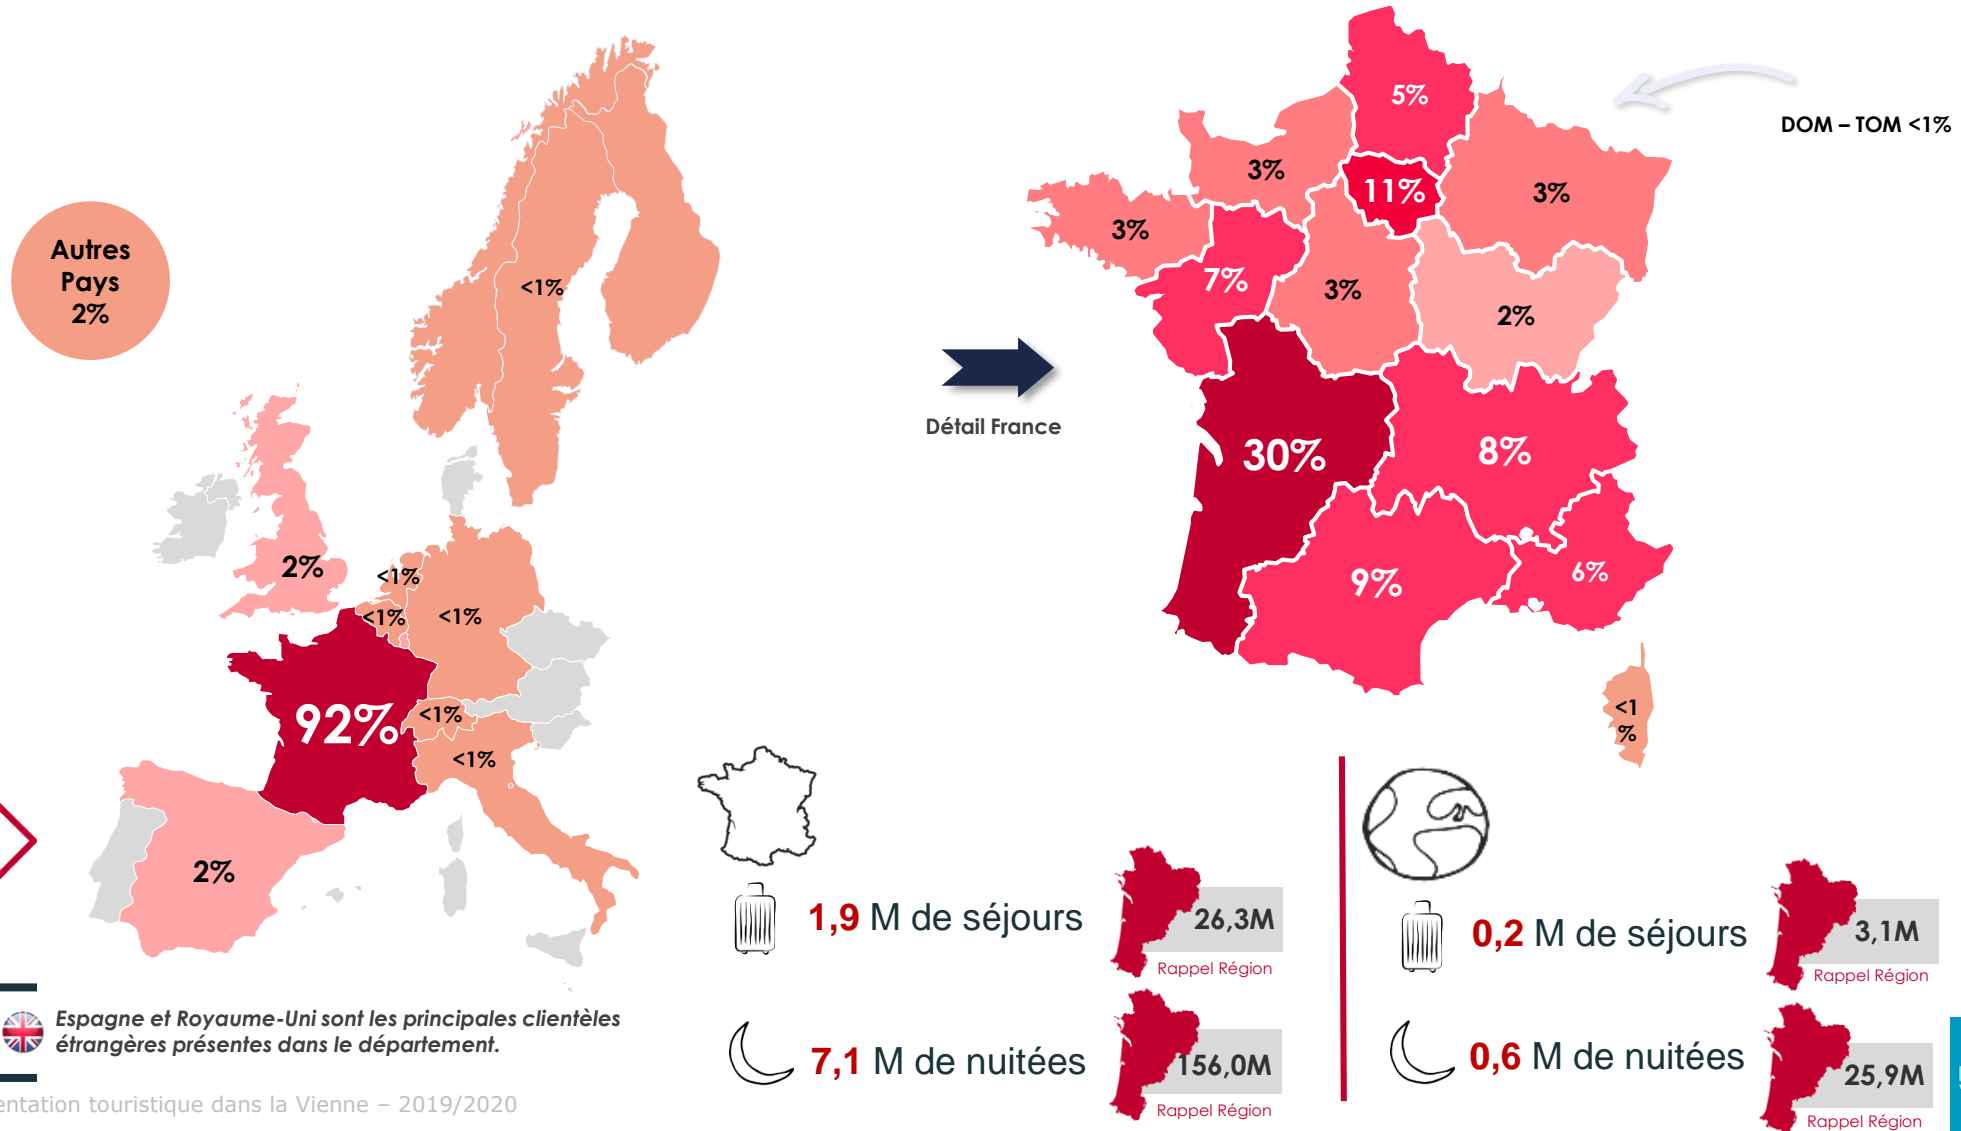 Autres
Pays
2%
<1%
2%
<1%
<1%
<1%
92%
<1%
<1%
2%
Détail France
DOM – TOM <1%
5%
3%
11%
3%
3%
7%
3%
2%
30%
8%
9%
6%
<1
%
1,9 M de séjours
26,3M
Rappel Région
7,1 M de nuitées
156,0M
Rappel Région
0,2 M de séjours
3,1M
Rappel Région
0,6 M de nuitées
25,9M
Rappel Région
Espagne et Royaume-Uni sont les principales clientèles
étrangères présentes dans le département.
entation touristique dans la Vienne – 2019/2020